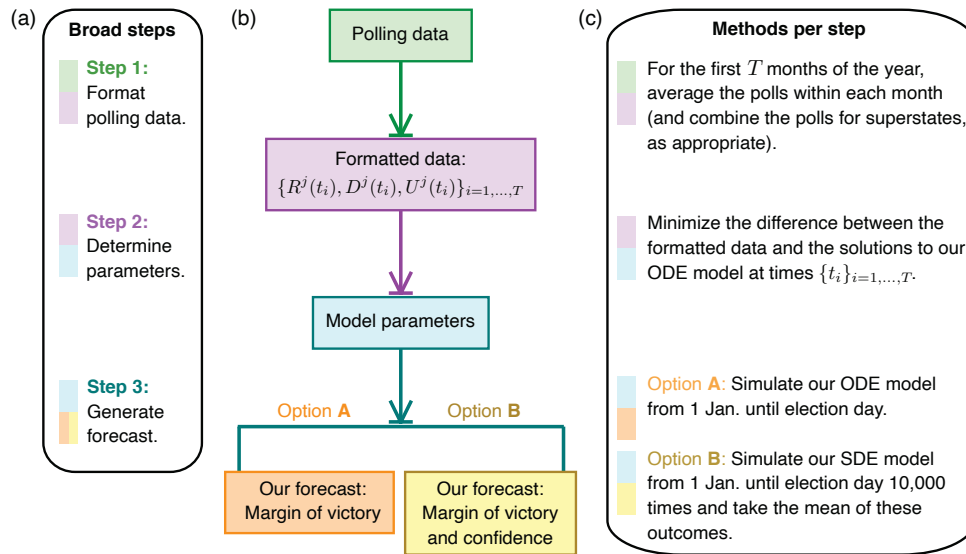 (a)
Broad steps
Step 1:
Format
polling data.
Step 2:
Determine
parameters.
Step 3:
Generate
forecast.
(b)
Polling data
Formatted data:
{R^j(t_i), D^j(t_i), U^j(t_i)}_{i=1,...,T}
Model parameters
Option A
Option B
Our forecast:
Margin of victory
Our forecast:
Margin of victory
and confidence
(c)
Methods per step
For the first T months of the year,
average the polls within each month
(and combine the polls for superstates,
as appropriate).
Minimize the difference between the
formatted data and the solutions to our
ODE model at times {t_i}_{i=1,...,T}.
Option A: Simulate our ODE model
from 1 Jan. until election day.
Option B: Simulate our SDE model
from 1 Jan. until election day 10,000
times and take the mean of these
outcomes.